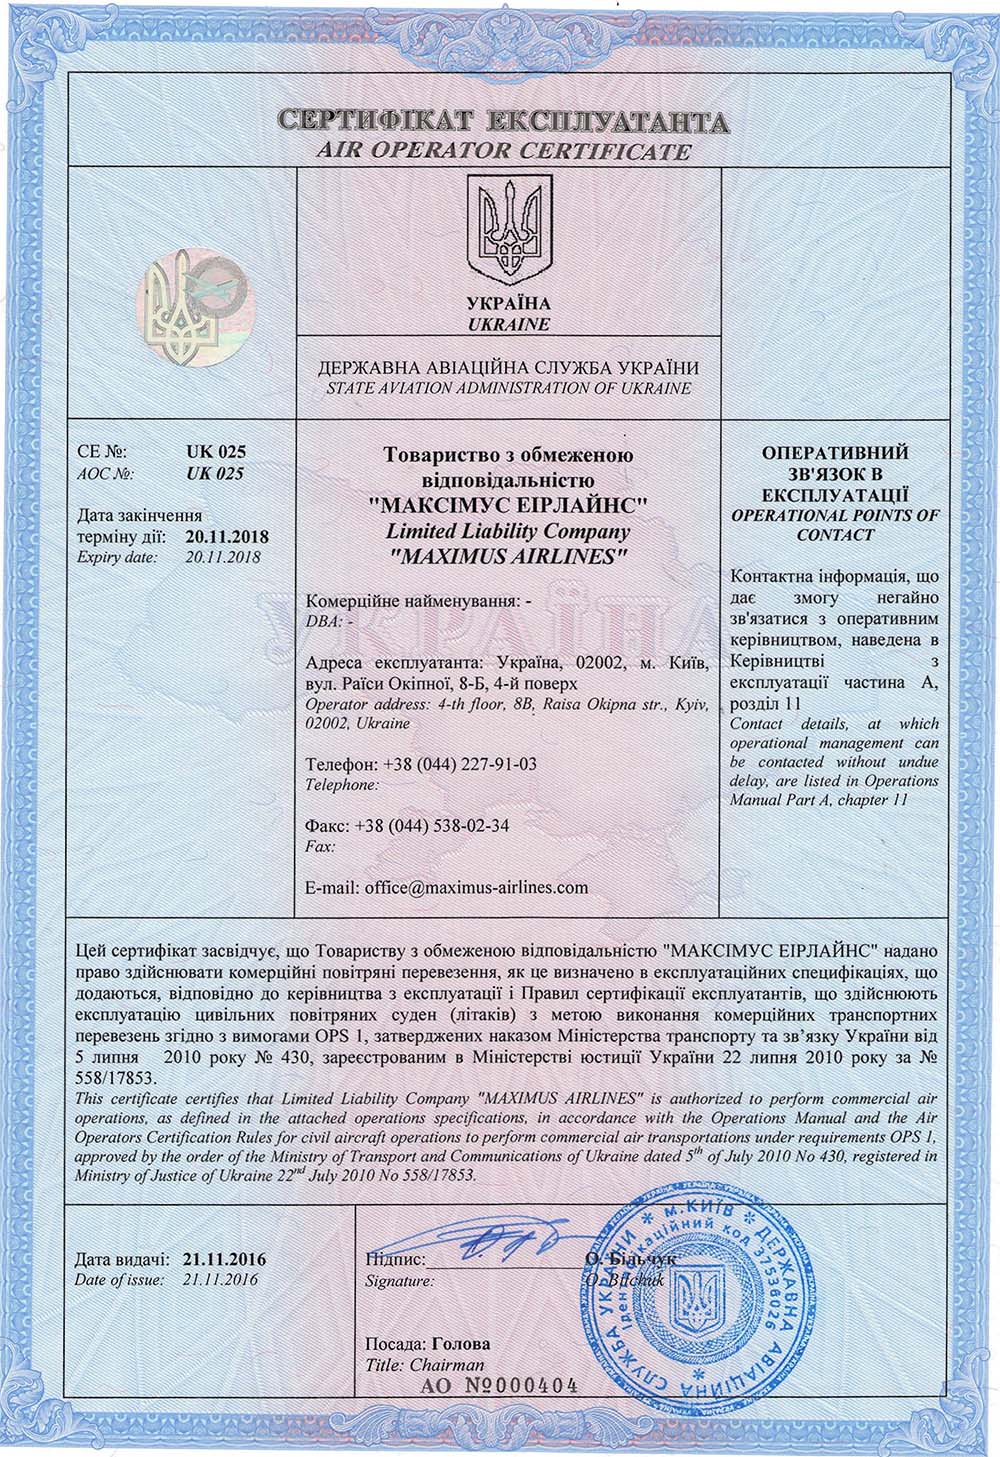 СЕРТИФІКАТ ЕКСПЛУАТАНТА
AIR OPERATOR CERTIFICATE
УКРАЇНА
UKRAINE
ДЕРЖАВНА АВІАЦІЙНА СЛУЖБА УКРАЇНИ
STATE AVIATION ADMINISTRATION OF UKRAINE
СЕ №: UK 025
AOC №: UK 025
Дата закінчення
терміну дії: 20.11.2018
Expiry date: 20.11.2018
Товариство з обмеженою
відповідальністю
"МАКСІМУС ЕІРЛАЙНС"
Limited Liability Company
"MAXIMUS AIRLINES"
Комерційне найменування: -
DBA: -
Адреса експлуатанта: Україна, 02002, м. Київ,
вул. Раїси Окіпної, 8-Б, 4-й поверх
Operator address: 4-th floor, 8B, Raisa Okipna str., Kyiv,
02002, Ukraine
Телефон: +38 (044) 227-91-03
Telephone:
Факс: +38 (044) 538-02-34
Fax:
E-mail: office@maximus-airlines.com
ОПЕРАТИВНИЙ
ЗВ'ЯЗОК В
ЕКСПЛУАТАЦІЇ
OPERATIONAL POINTS OF
CONTACT
Контактна інформація, що
дає змогу негайно
зв'язатися з оперативним
керівництвом, наведена в
Керівництві з
експлуатації частина А,
розділ 11
Contact details, at which
operational management can
be contacted without undue
delay, are listed in Operations
Manual Part A, chapter 11
УКРАЇНА
Цей сертифікат засвідчує, що Товариству з обмеженою відповідальністю "МАКСІМУС ЕІРЛАЙНС" надано
право здійснювати комерційні повітряні перевезення, як це визначено в експлуатаційних специфікаціях, що
додаються, відповідно до керівництва з експлуатації і Правил сертифікації експлуатантів, що здійснюють
експлуатацію цивільних повітряних суден (літаків) з метою виконання комерційних транспортних
перевезень згідно з вимогами OPS 1, затверджених наказом Міністерства транспорту та зв’язку України від
5 липня 2010 року № 430, зареєстрованим в Міністерстві юстиції України 22 липня 2010 року за №
558/17853.
This certificate certifies that Limited Liability Company "MAXIMUS AIRLINES" is authorized to perform commercial air
operations, as defined in the attached operations specifications, in accordance with the Operations Manual and the Air
Operators Certification Rules for civil aircraft operations to perform commercial air transportations under requirements OPS 1,
approved by the order of the Ministry of Transport and Communications of Ukraine dated 5th of July 2010 No 430, registered in
Ministry of Justice of Ukraine 22nd July 2010 No 558/17853.
Дата видачі: 21.11.2016
Date of issue: 21.11.2016
Підпис: О. Більчук
Signature: O. Bilchuk
Посада: Голова
Title: Chairman
АО №000404
* м.КИЇВ * ДЕРЖАВНА АВІАЦІЙНА * СЛУЖБА УКРАЇНИ
Ідентифікаційний код 37536026